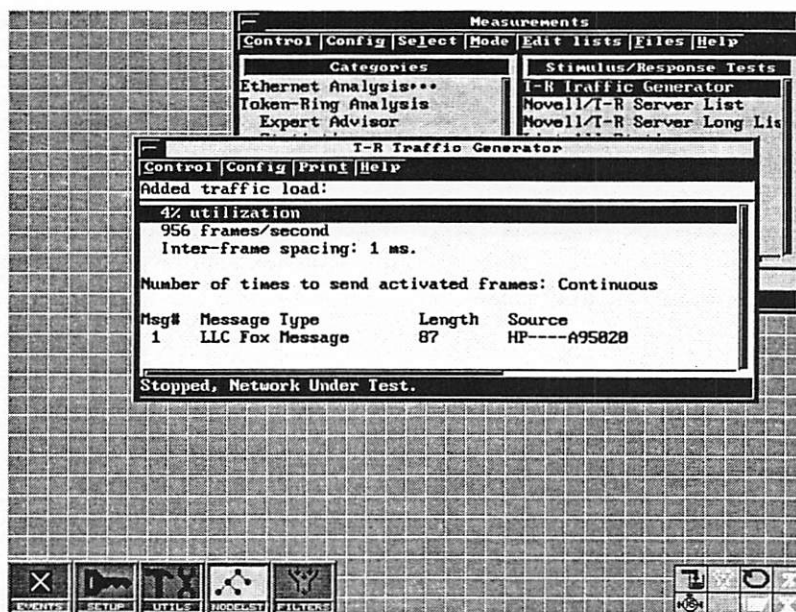 Measurements
Control Config Select Mode Edit lists Files Help
Categories
Ethernet Analysis•••
Token-Ring Analysis
Expert Advisor
Stimulus/Response Tests
T-R Traffic Generator
Novell/T-R Server List
Novell/T-R Server Long Lis
T-R Traffic Generator
Control Config Print Help
Added traffic load:
4% utilization
956 frames/second
Inter-frame spacing: 1 ms.
Number of times to send activated frames: Continuous
Msg# Message Type Length Source
1 LLC Fox Message 87 HP----A95020
Stopped, Network Under Test.
EVENTS SETUP UTILS NODELST FILTERS